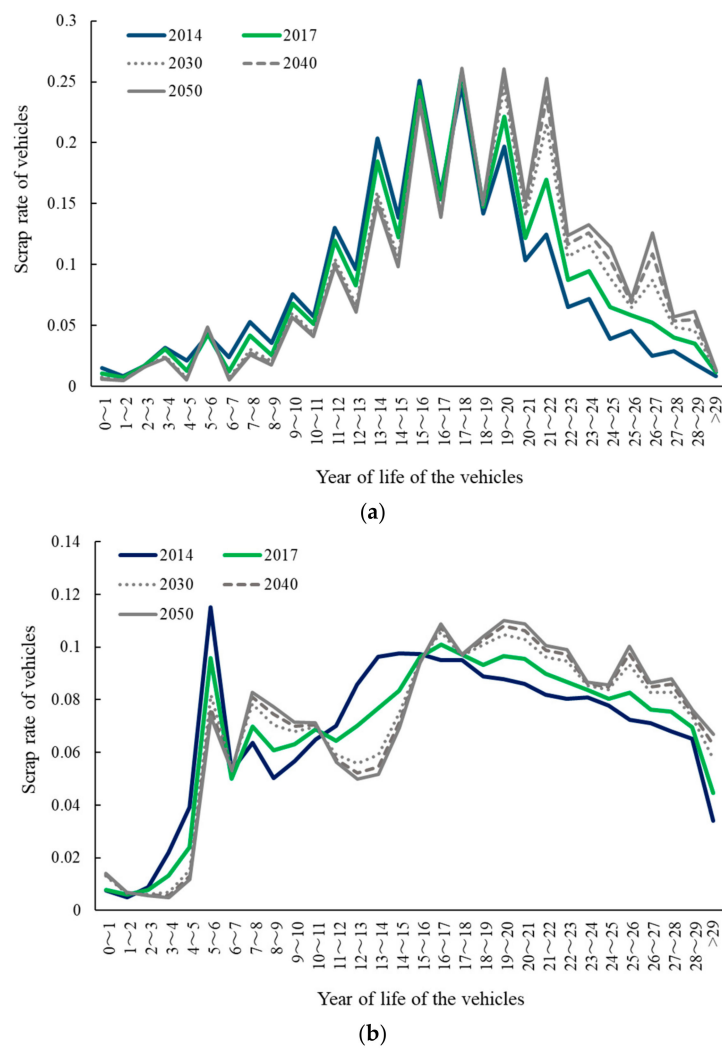 0.3
0.25
0.2
0.15
0.1
0.05
0
Scrap rate of vehicles
2014 2017
2030 2040
2050
0~1 1~2 2~3 3~4 4~5 5~6 6~7 7~8 8~9 9~10 10~11 11~12 12~13 13~14 14~15 15~16 16~17 17~18 18~19 19~20 20~21 21~22 22~23 23~24 24~25 25~26 26~27 27~28 28~29 >29
Year of life of the vehicles
(a)
0.14
0.12
0.1
0.08
0.06
0.04
0.02
0
Scrap rate of vehicles
2014 2017
2030 2040
2050
0~1 1~2 2~3 3~4 4~5 5~6 6~7 7~8 8~9 9~10 10~11 11~12 12~13 13~14 14~15 15~16 16~17 17~18 18~19 19~20 20~21 21~22 22~23 23~24 24~25 25~26 26~27 27~28 28~29 >29
Year of life of the vehicles
(b)